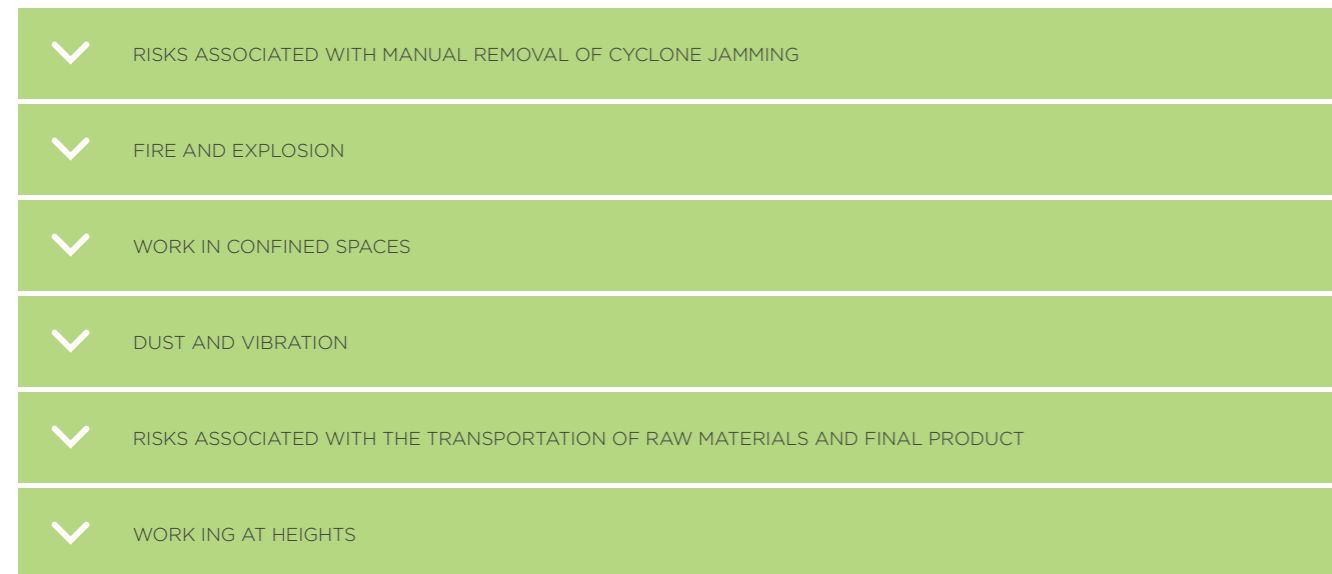 RISKS ASSOCIATED WITH MANUAL REMOVAL OF CYCLONE JAMMING
FIRE AND EXPLOSION
WORK IN CONFINED SPACES
DUST AND VIBRATION
RISKS ASSOCIATED WITH THE TRANSPORTATION OF RAW MATERIALS AND FINAL PRODUCT
WORK ING AT HEIGHTS